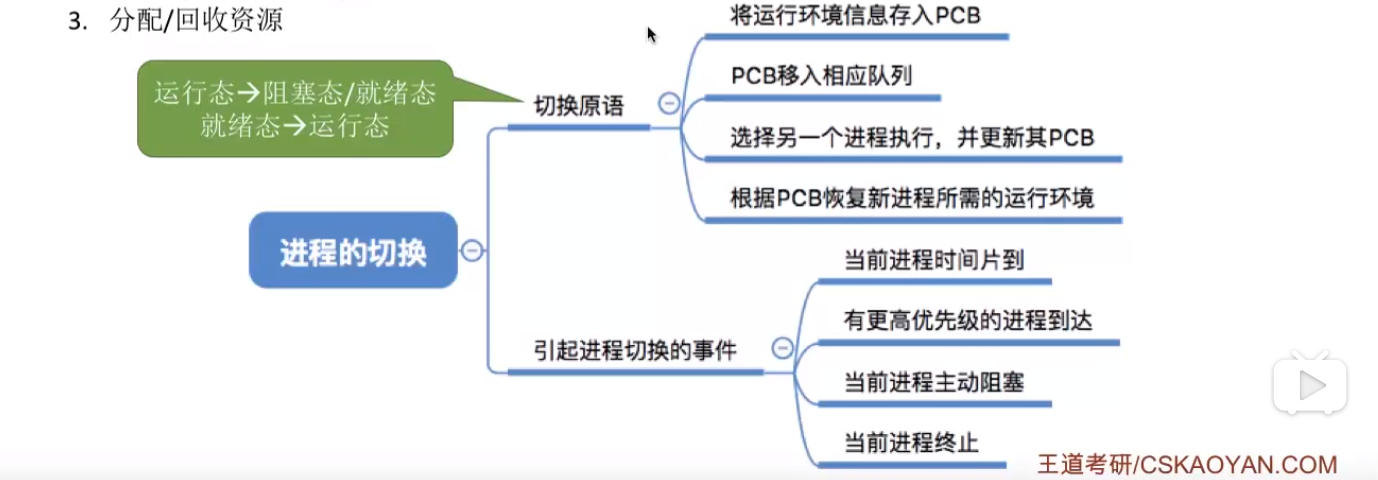 3. 分配/回收资源
将运行环境信息存入PCB
PCB移入相应队列
运行态→阻塞态/就绪态
就绪态→运行态
切换原语
选择另一个进程执行，并更新其PCB
根据PCB恢复新进程所需的运行环境
进程的切换
当前进程时间片到
有更高优先级的进程到达
引起进程切换的事件
当前进程主动阻塞
当前进程终止
王道考研/CSKAOYAN.COM